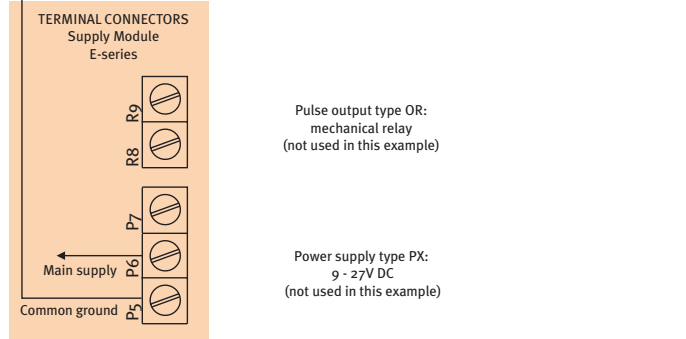 TERMINAL CONNECTORS
Supply Module
E-series
R9
Pulse output type OR:
mechanical relay
(not used in this example)
R8
P7
Main supply
P6
Power supply type PX:
9 - 27V DC
(not used in this example)
Common ground
P5